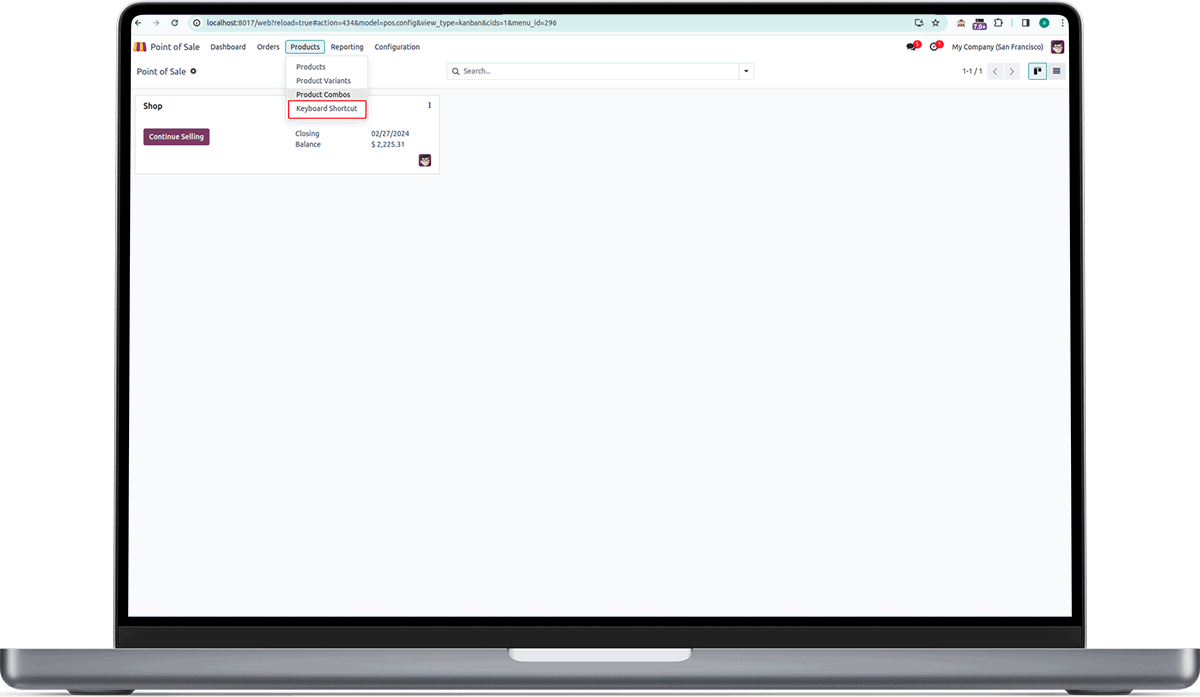 localhost:8017/web?reload=true#action=434&model=pos.config&view_type=kanban&cids=1&menu_id=296
Point of Sale Dashboard Orders Products Reporting Configuration 5 1 My Company (San Francisco)
Point of Sale Search... 1-1 / 1
Products
Product Variants
Product Combos
Keyboard Shortcut
Shop
Continue Selling
Closing 02/27/2024
Balance $ 2,225.31